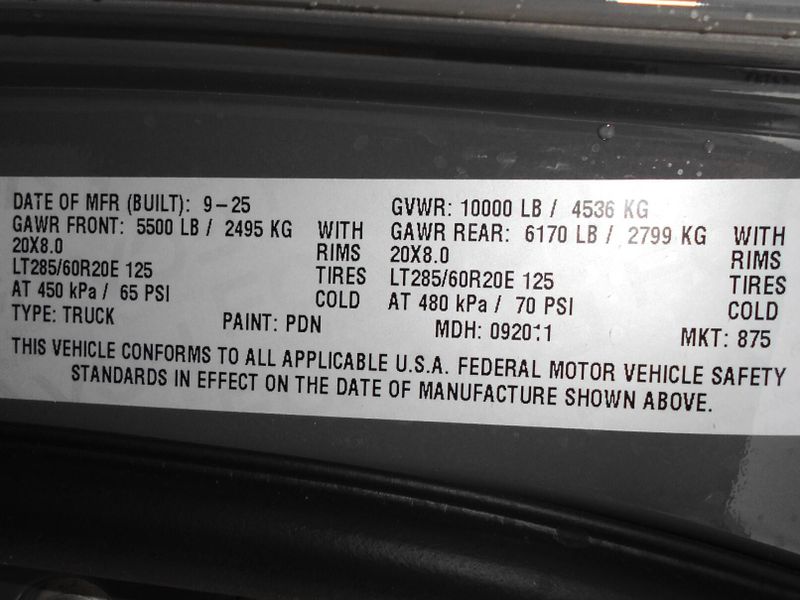 DATE OF MFR (BUILT): 9-25 GVWR: 10000 LB / 4536 KG
GAWR FRONT: 5500 LB / 2495 KG WITH GAWR REAR: 6170 LB / 2799 KG WITH
20X8.0 RIMS 20X8.0 RIMS
LT285/60R20E 125 TIRES LT285/60R20E 125 TIRES
AT 450 kPa / 65 PSI COLD AT 480 kPa / 70 PSI COLD
TYPE: TRUCK PAINT: PDN MDH: 092011 MKT: 875
THIS VEHICLE CONFORMS TO ALL APPLICABLE U.S.A. FEDERAL MOTOR VEHICLE SAFETY
STANDARDS IN EFFECT ON THE DATE OF MANUFACTURE SHOWN ABOVE.